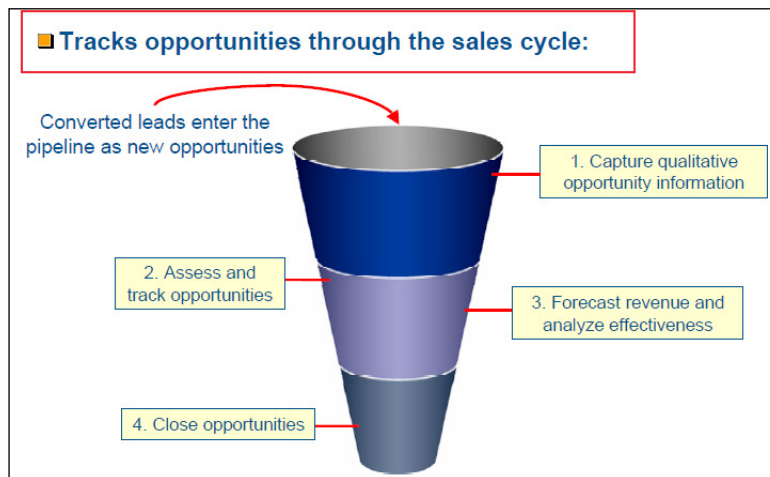 Tracks opportunities through the sales cycle:
Converted leads enter the
pipeline as new opportunities
1. Capture qualitative
opportunity information
2. Assess and
track opportunities
3. Forecast revenue and
analyze effectiveness
4. Close opportunities